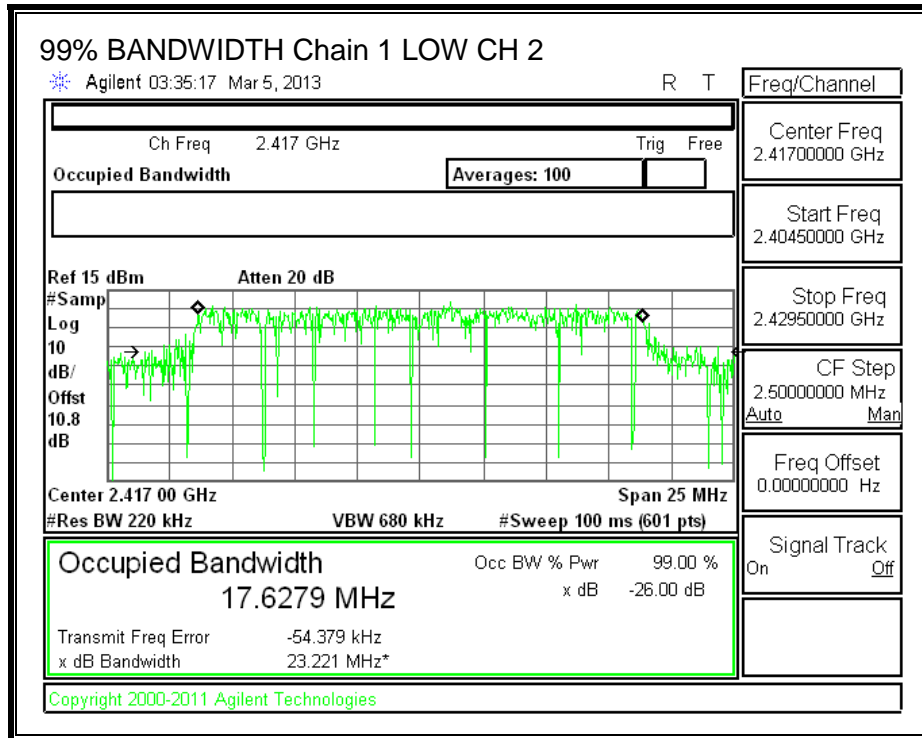 99% BANDWIDTH Chain 1 LOW CH 2
Agilent 03:35:17 Mar 5, 2013 R T
Freq/Channel
Ch Freq 2.417 GHz Trig Free
Occupied Bandwidth Averages: 100
Center Freq
2.41700000 GHz
Start Freq
2.40450000 GHz
Stop Freq
2.42950000 GHz
CF Step
2.50000000 MHz
Auto Man
Freq Offset
0.00000000 Hz
Signal Track
On Off
Ref 15 dBm Atten 20 dB
#Samp
Log
10
dB/
Offst
10.8
dB
Center 2.417 00 GHz Span 25 MHz
#Res BW 220 kHz VBW 680 kHz #Sweep 100 ms (601 pts)
Occupied Bandwidth Occ BW % Pwr 99.00 %
17.6279 MHz x dB -26.00 dB
Transmit Freq Error -54.379 kHz
x dB Bandwidth 23.221 MHz*
Copyright 2000-2011 Agilent Technologies